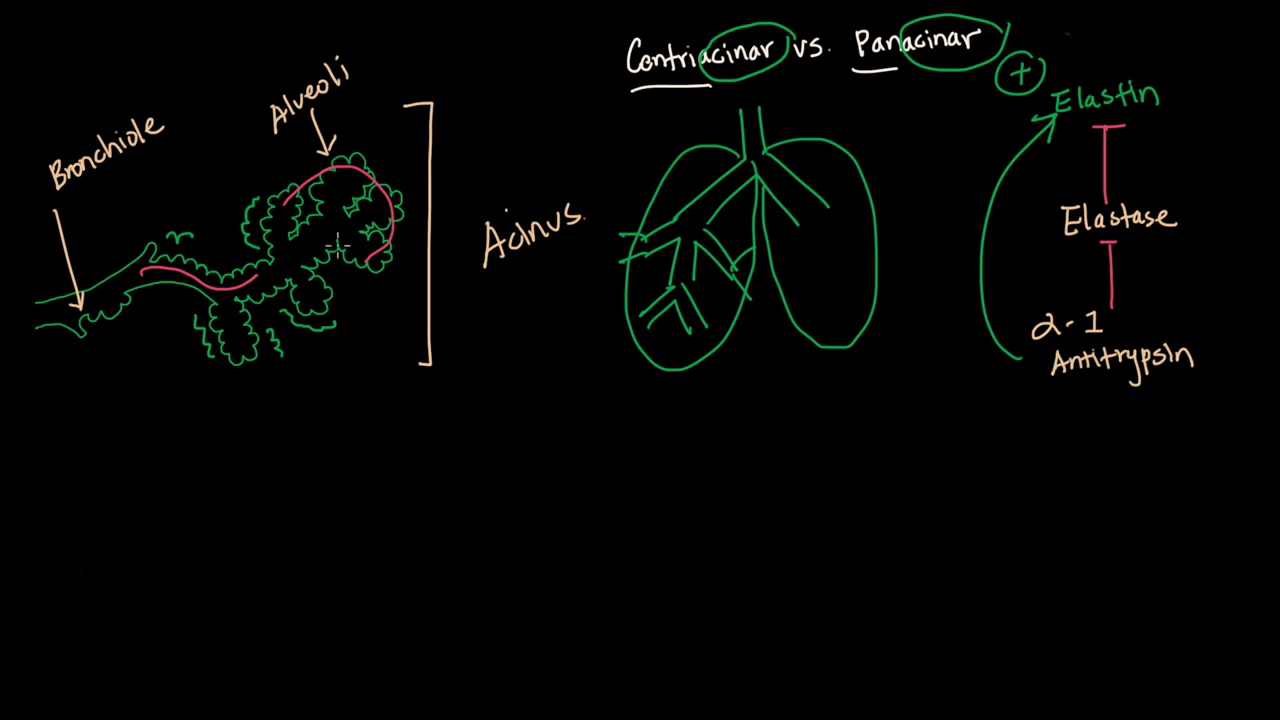 Centriacinar vs. Panacinar
Alveoli
Bronchiole
Acinus
+
Elastin
Elastase
α-1
Antitrypsin